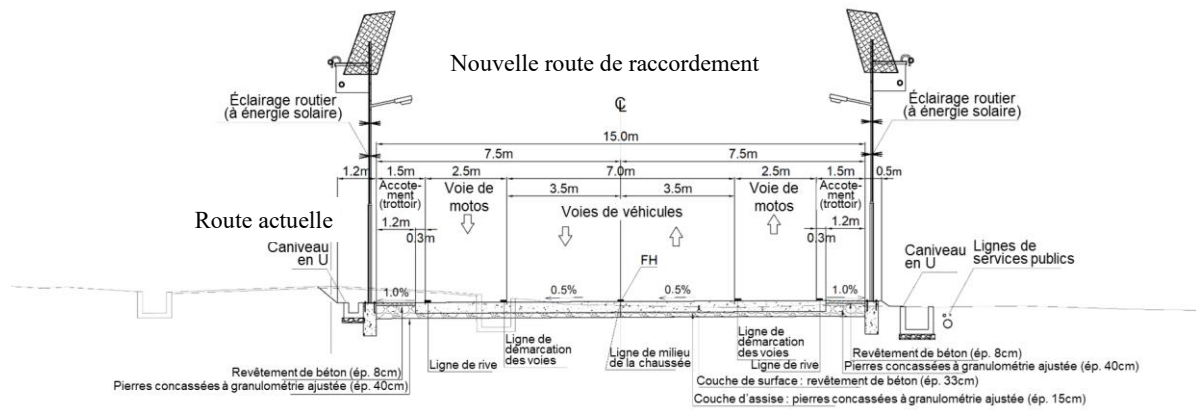 Nouvelle route de raccordement
℄
Éclairage routier
(à énergie solaire)
Éclairage routier
(à énergie solaire)
15.0m
7.5m
7.5m
1.2m
1.5m
2.5m
7.0m
2.5m
1.5m
0.5m
Accote-
ment
(trottoir)
Voie de
motos
3.5m
3.5m
Voies de véhicules
Voie de
motos
Accote-
ment
(trottoir)
Route actuelle
1.2m
0.3m
0.3m
1.2m
Caniveau
en U
FH
Caniveau
en U
Lignes de
services publics
1.0%
0.5%
0.5%
1.0%
Ligne de rive
Ligne de
démarcation
des voies
Ligne de milieu
de la chaussée
Ligne de
démarcation
des voies
Ligne de rive
Revêtement de béton (ép. 8cm)
Pierres concassées à granulométrie ajustée (ép. 40cm)
Revêtement de béton (ép. 8cm)
Pierres concassées à granulométrie ajustée (ép. 40cm)
Couche de surface : revêtement de béton (ép. 33cm)
Couche d'assise : pierres concassées à granulométrie ajustée (ép. 15cm)